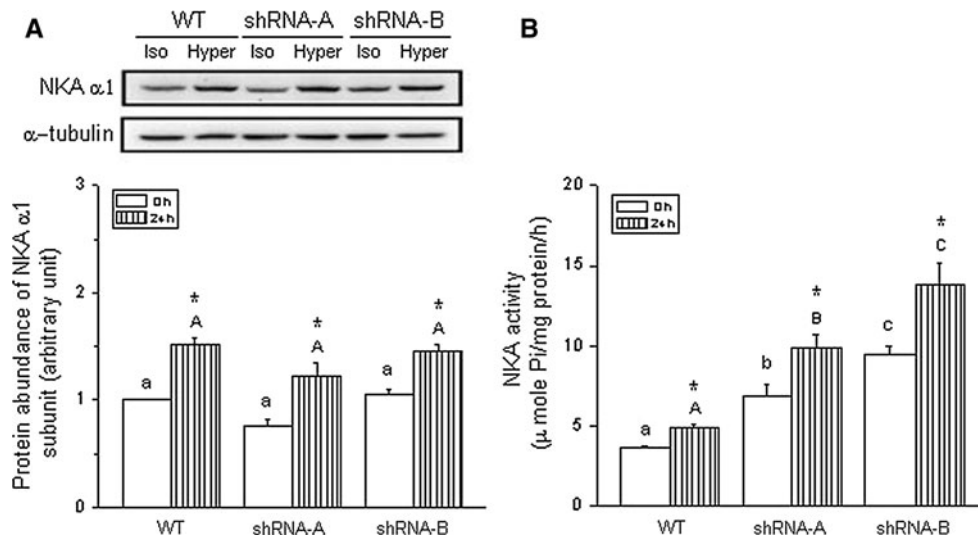 A
WT shRNA-A shRNA-B
Iso Hyper Iso Hyper Iso Hyper
NKA α1
α-tubulin
Protein abundance of NKA α1
subunit (arbitrary unit)
3
2
1
0
0h
24h
a
*
A
a
*
A
a
*
A
WT shRNA-A shRNA-B
B
NKA activity
(μ mole Pi/mg protein/h)
20
15
10
5
0
0h
24h
a
*
A
b
*
B
c
*
C
WT shRNA-A shRNA-B